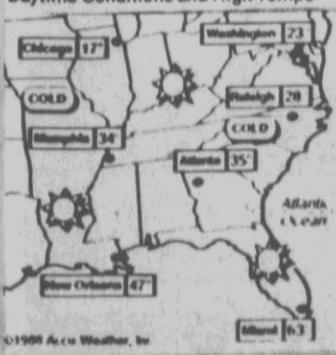 Daytime Conditions and High Temps
Washington 23
Chicago 17°
COLD
Raleigh 28
COLD
Memphis 34°
Atlanta 35°
Atlantic
Ocean
New Orleans 47°
Miami 63
©1988 Accu Weather, Inc